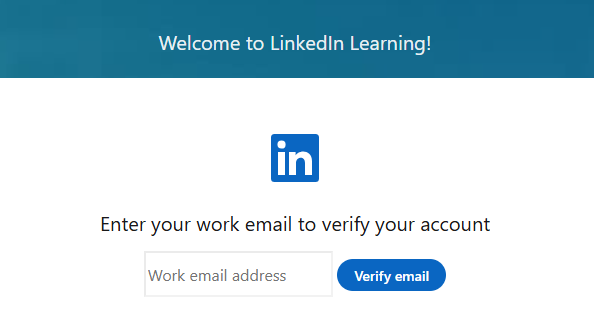 Welcome to LinkedIn Learning!
in
Enter your work email to verify your account
Work email address
Verify email